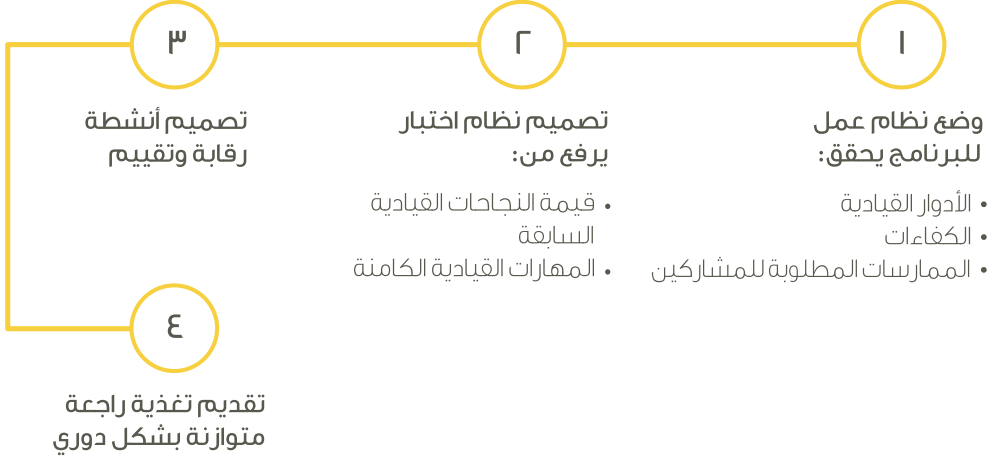 ١
وضع نظام عمل
للبرنامج يحقق:
• الأدوار القيادية
• الكفاءات
• الممارسات المطلوبة للمشاركين
٢
تصميم نظام اختبار
يرفع من:
• قيمة النجاحات القيادية
السابقة
• المهارات القيادية الكامنة
٣
تصميم أنشطة
رقابة وتقييم
٤
تقديم تغذية راجعة
متوازنة بشكل دوري